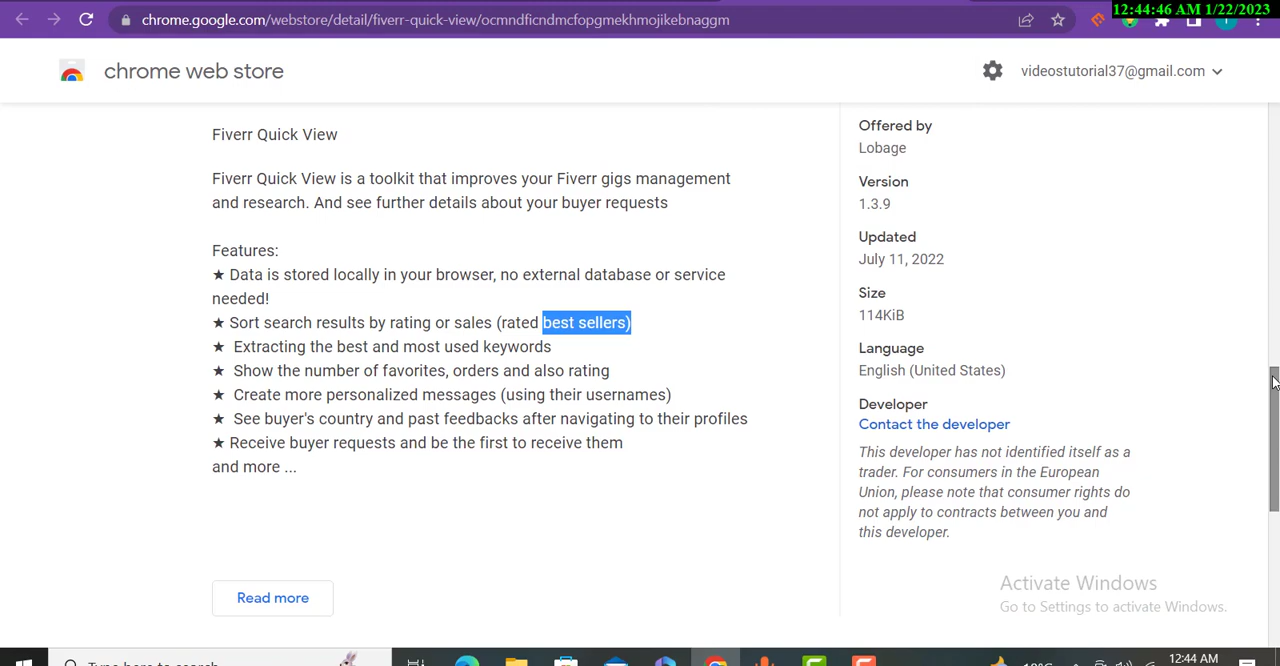 12:44:46 AM 1/22/2023
chrome.google.com/webstore/detail/fiverr-quick-view/ocmndficndmcfopgmekhmojikebnaggm
chrome web store
videostutorial37@gmail.com
Fiverr Quick View
Fiverr Quick View is a toolkit that improves your Fiverr gigs management
and research. And see further details about your buyer requests
Features:
★ Data is stored locally in your browser, no external database or service
needed!
★ Sort search results by rating or sales (rated best sellers)
★ Extracting the best and most used keywords
★ Show the number of favorites, orders and also rating
★ Create more personalized messages (using their usernames)
★ See buyer's country and past feedbacks after navigating to their profiles
★ Receive buyer requests and be the first to receive them
and more ...
Read more
Offered by
Lobage
Version
1.3.9
Updated
July 11, 2022
Size
114KiB
Language
English (United States)
Developer
Contact the developer
This developer has not identified itself as a
trader. For consumers in the European
Union, please note that consumer rights do
not apply to contracts between you and
this developer.
Activate Windows
Go to Settings to activate Windows.
Type here to search
12:44 AM